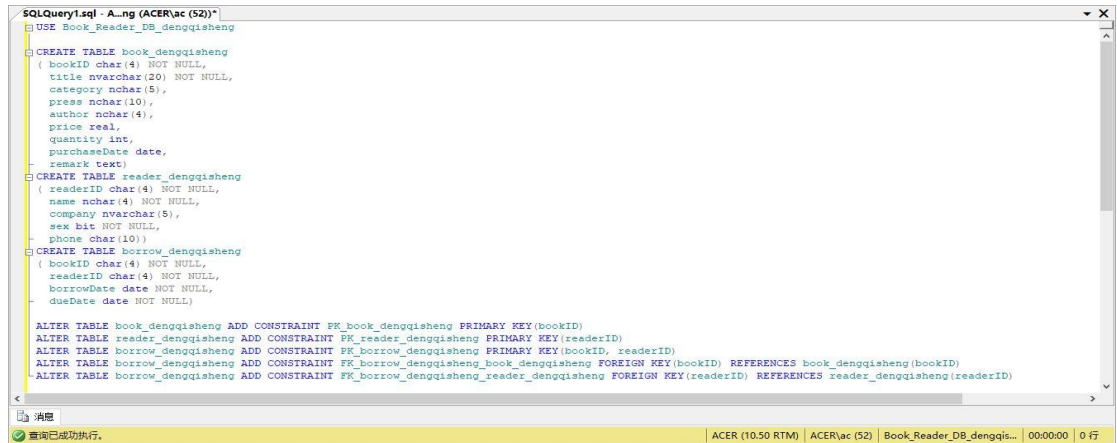 SQLQuery1.sql - A...ng (ACER\ac (52))*
USE Book_Reader_DB_dengqisheng
CREATE TABLE book_dengqisheng
( bookID char(4) NOT NULL,
title nvarchar(20) NOT NULL,
category nchar(5),
press nchar(10),
author nchar(4),
price real,
quantity int,
purchaseDate date,
remark text)
CREATE TABLE reader_dengqisheng
( readerID char(4) NOT NULL,
name nchar(4) NOT NULL,
company nvarchar(5),
sex bit NOT NULL,
phone char(10))
CREATE TABLE borrow_dengqisheng
( bookID char(4) NOT NULL,
readerID char(4) NOT NULL,
borrowDate date NOT NULL,
dueDate date NOT NULL)
ALTER TABLE book_dengqisheng ADD CONSTRAINT PK_book_dengqisheng PRIMARY KEY(bookID)
ALTER TABLE reader_dengqisheng ADD CONSTRAINT PK_reader_dengqisheng PRIMARY KEY(readerID)
ALTER TABLE borrow_dengqisheng ADD CONSTRAINT PK_borrow_dengqisheng PRIMARY KEY(bookID, readerID)
ALTER TABLE borrow_dengqisheng ADD CONSTRAINT FK_borrow_dengqisheng_book_dengqisheng FOREIGN KEY(bookID) REFERENCES book_dengqisheng(bookID)
ALTER TABLE borrow_dengqisheng ADD CONSTRAINT FK_borrow_dengqisheng_reader_dengqisheng FOREIGN KEY(readerID) REFERENCES reader_dengqisheng(readerID)
消息
查询已成功执行。 ACER (10.50 RTM) ACER\ac (52) Book_Reader_DB_dengqis... 00:00:00 0 行